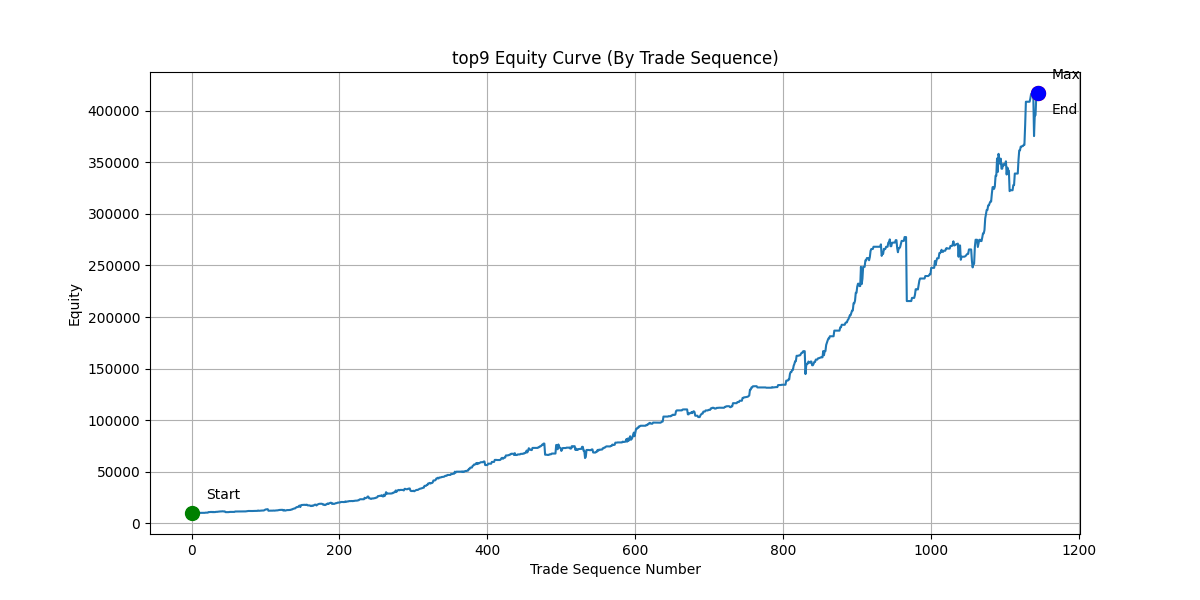 top9 Equity Curve (By Trade Sequence)
Max
End
Start
Equity
400000
350000
300000
250000
200000
150000
100000
50000
0
0 200 400 600 800 1000 1200
Trade Sequence Number